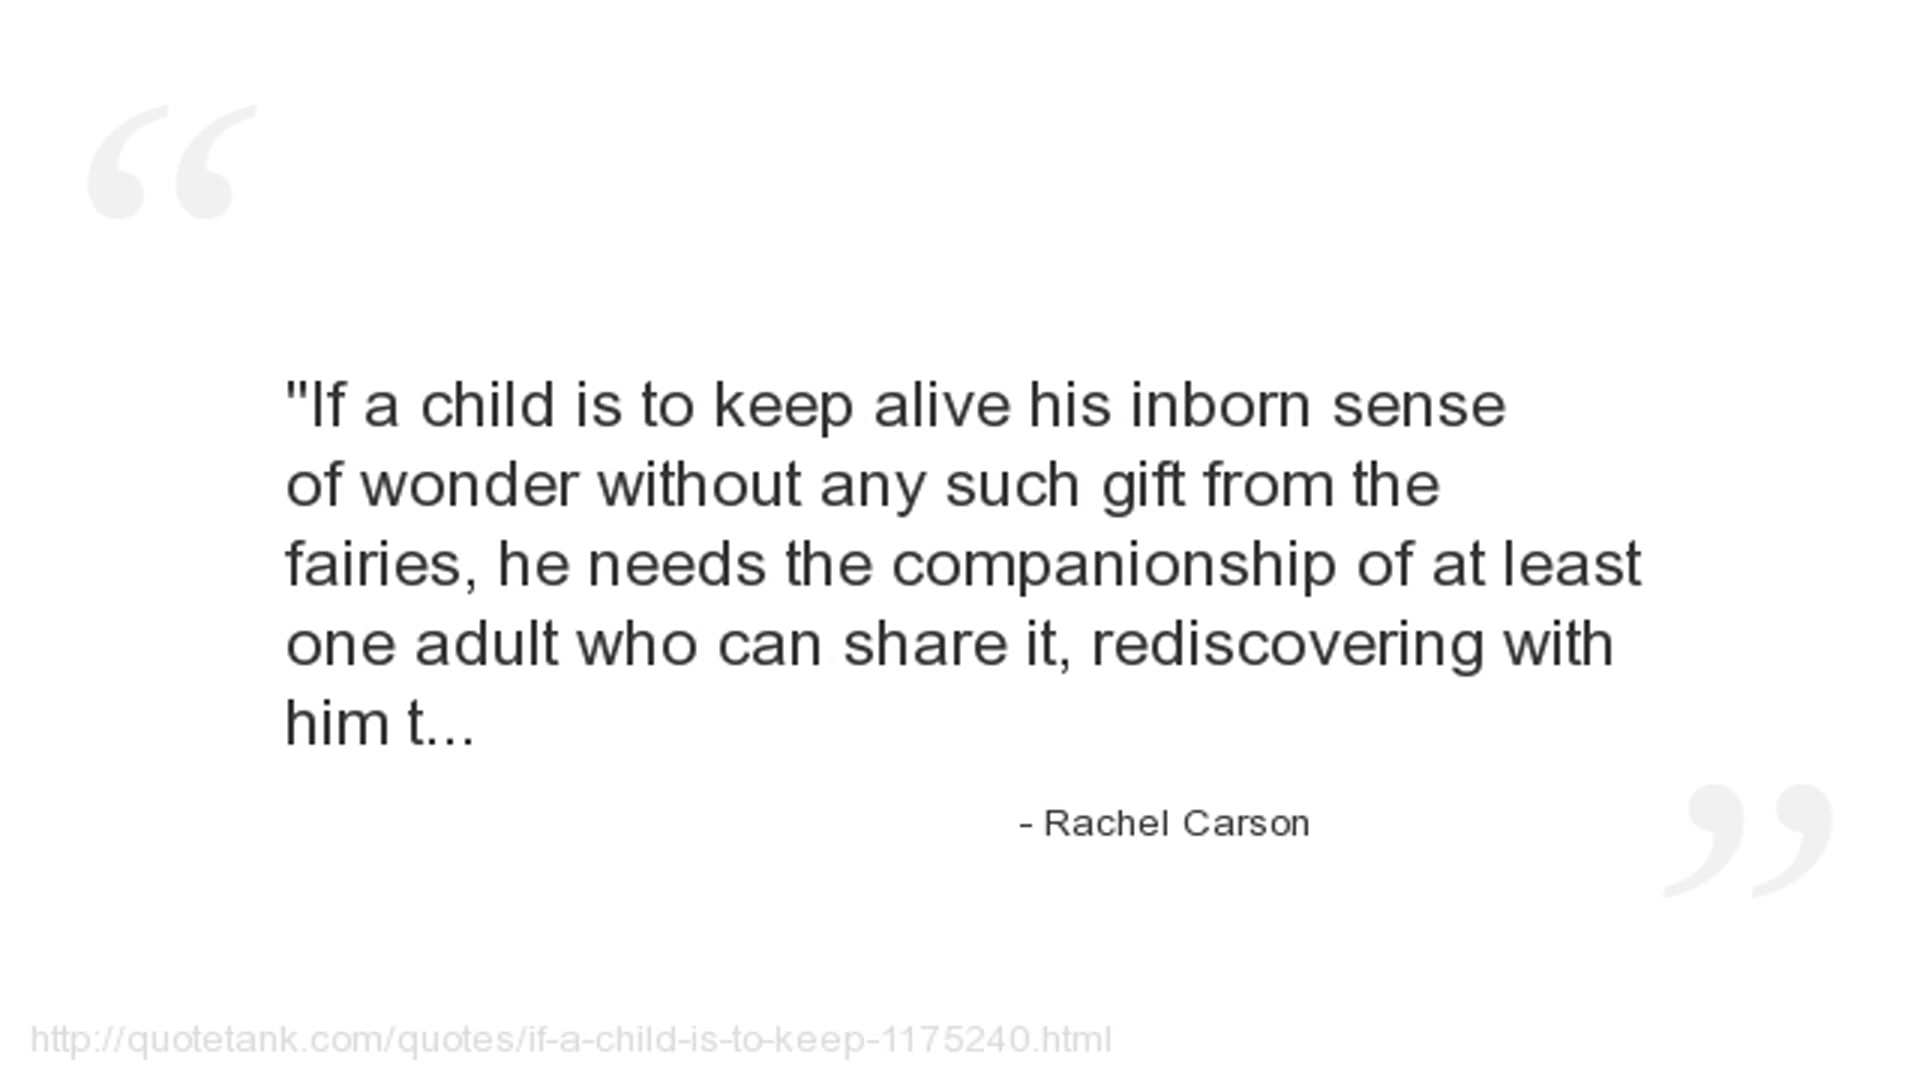 “
"If a child is to keep alive his inborn sense
of wonder without any such gift from the
fairies, he needs the companionship of at least
one adult who can share it, rediscovering with
him t...
- Rachel Carson
”
http://quotetank.com/quotes/if-a-child-is-to-keep-1175240.html